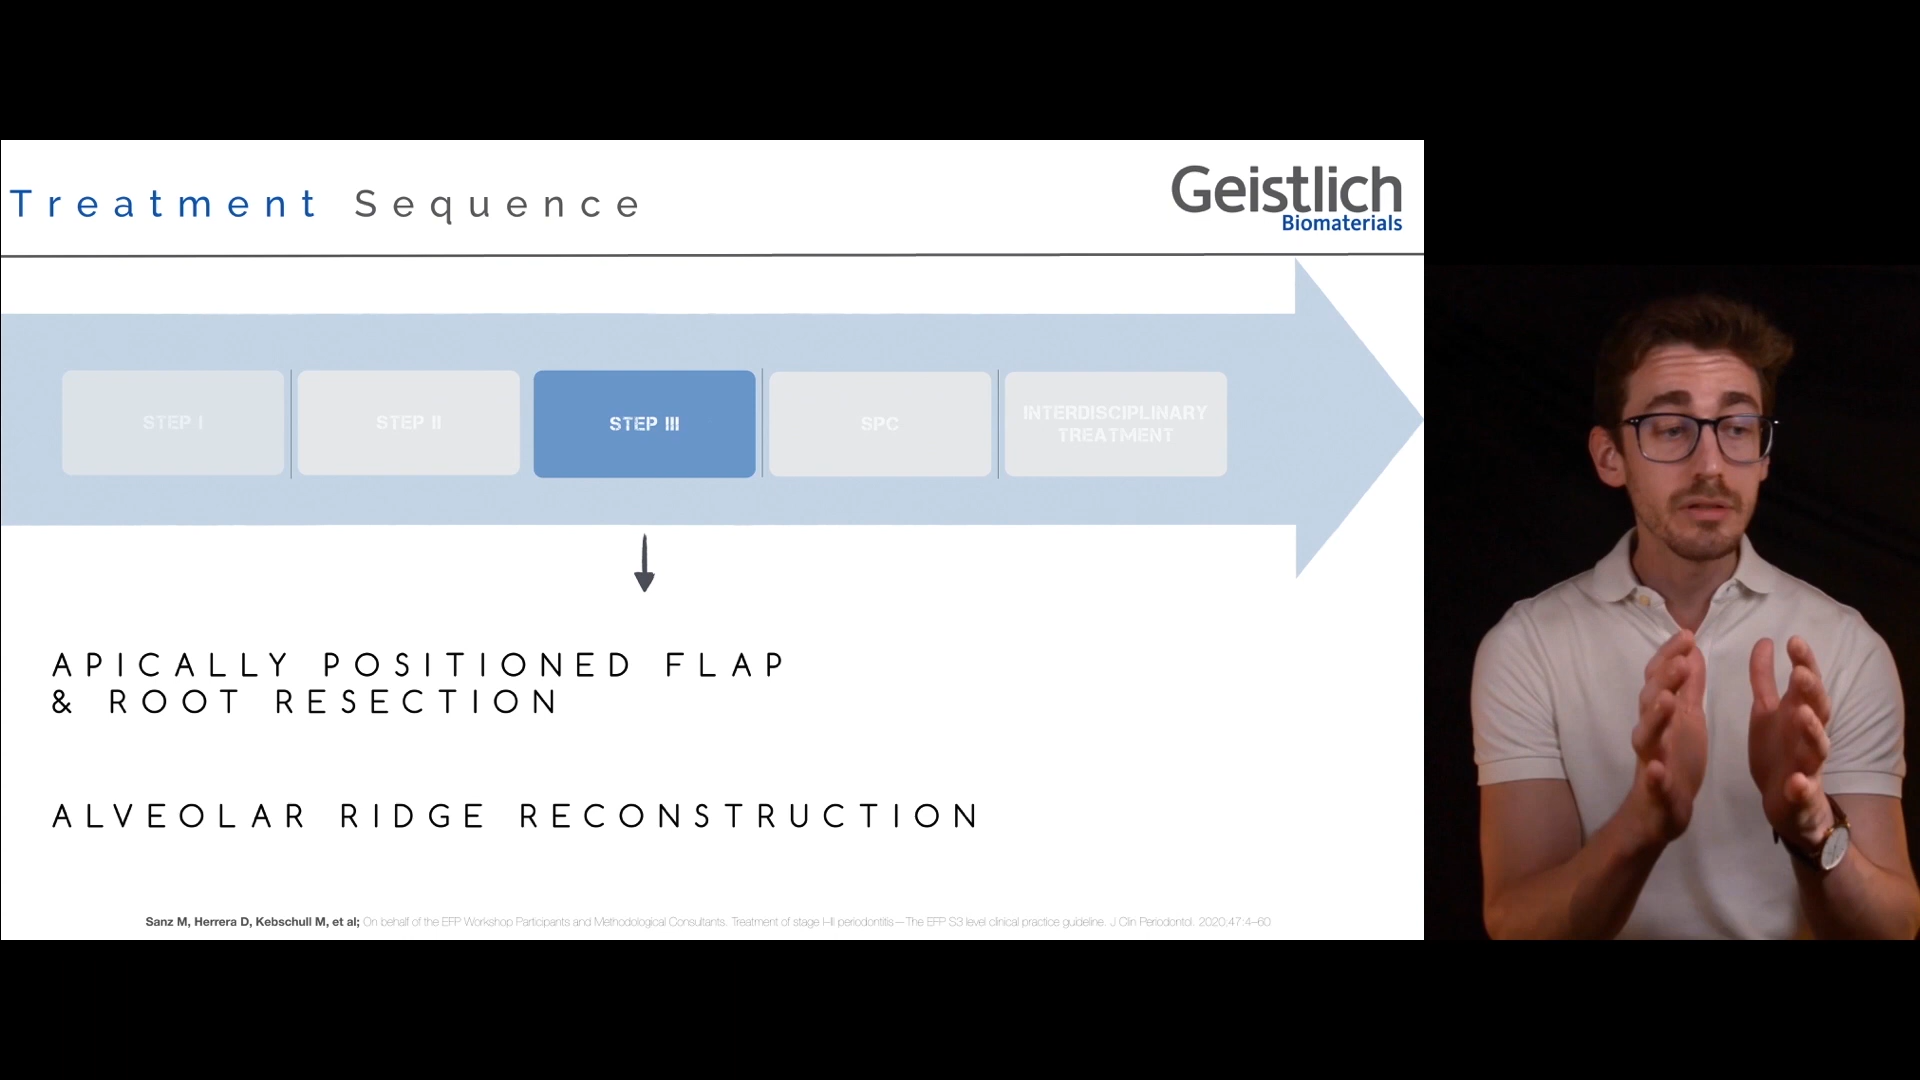 Treatment Sequence
Geistlich
Biomaterials
STEP I
STEP II
STEP III
SPC
INTERDISCIPLINARY
TREATMENT
APICALLY POSITIONED FLAP
& ROOT RESECTION
ALVEOLAR RIDGE RECONSTRUCTION
Sanz M, Herrera D, Kebschull M, et al; On behalf of the EFP Workshop Participants and Methodological Consultants. Treatment of stage I–III periodontitis—The EFP S3 level clinical practice guideline. J Clin Periodontol. 2020;47:4–60